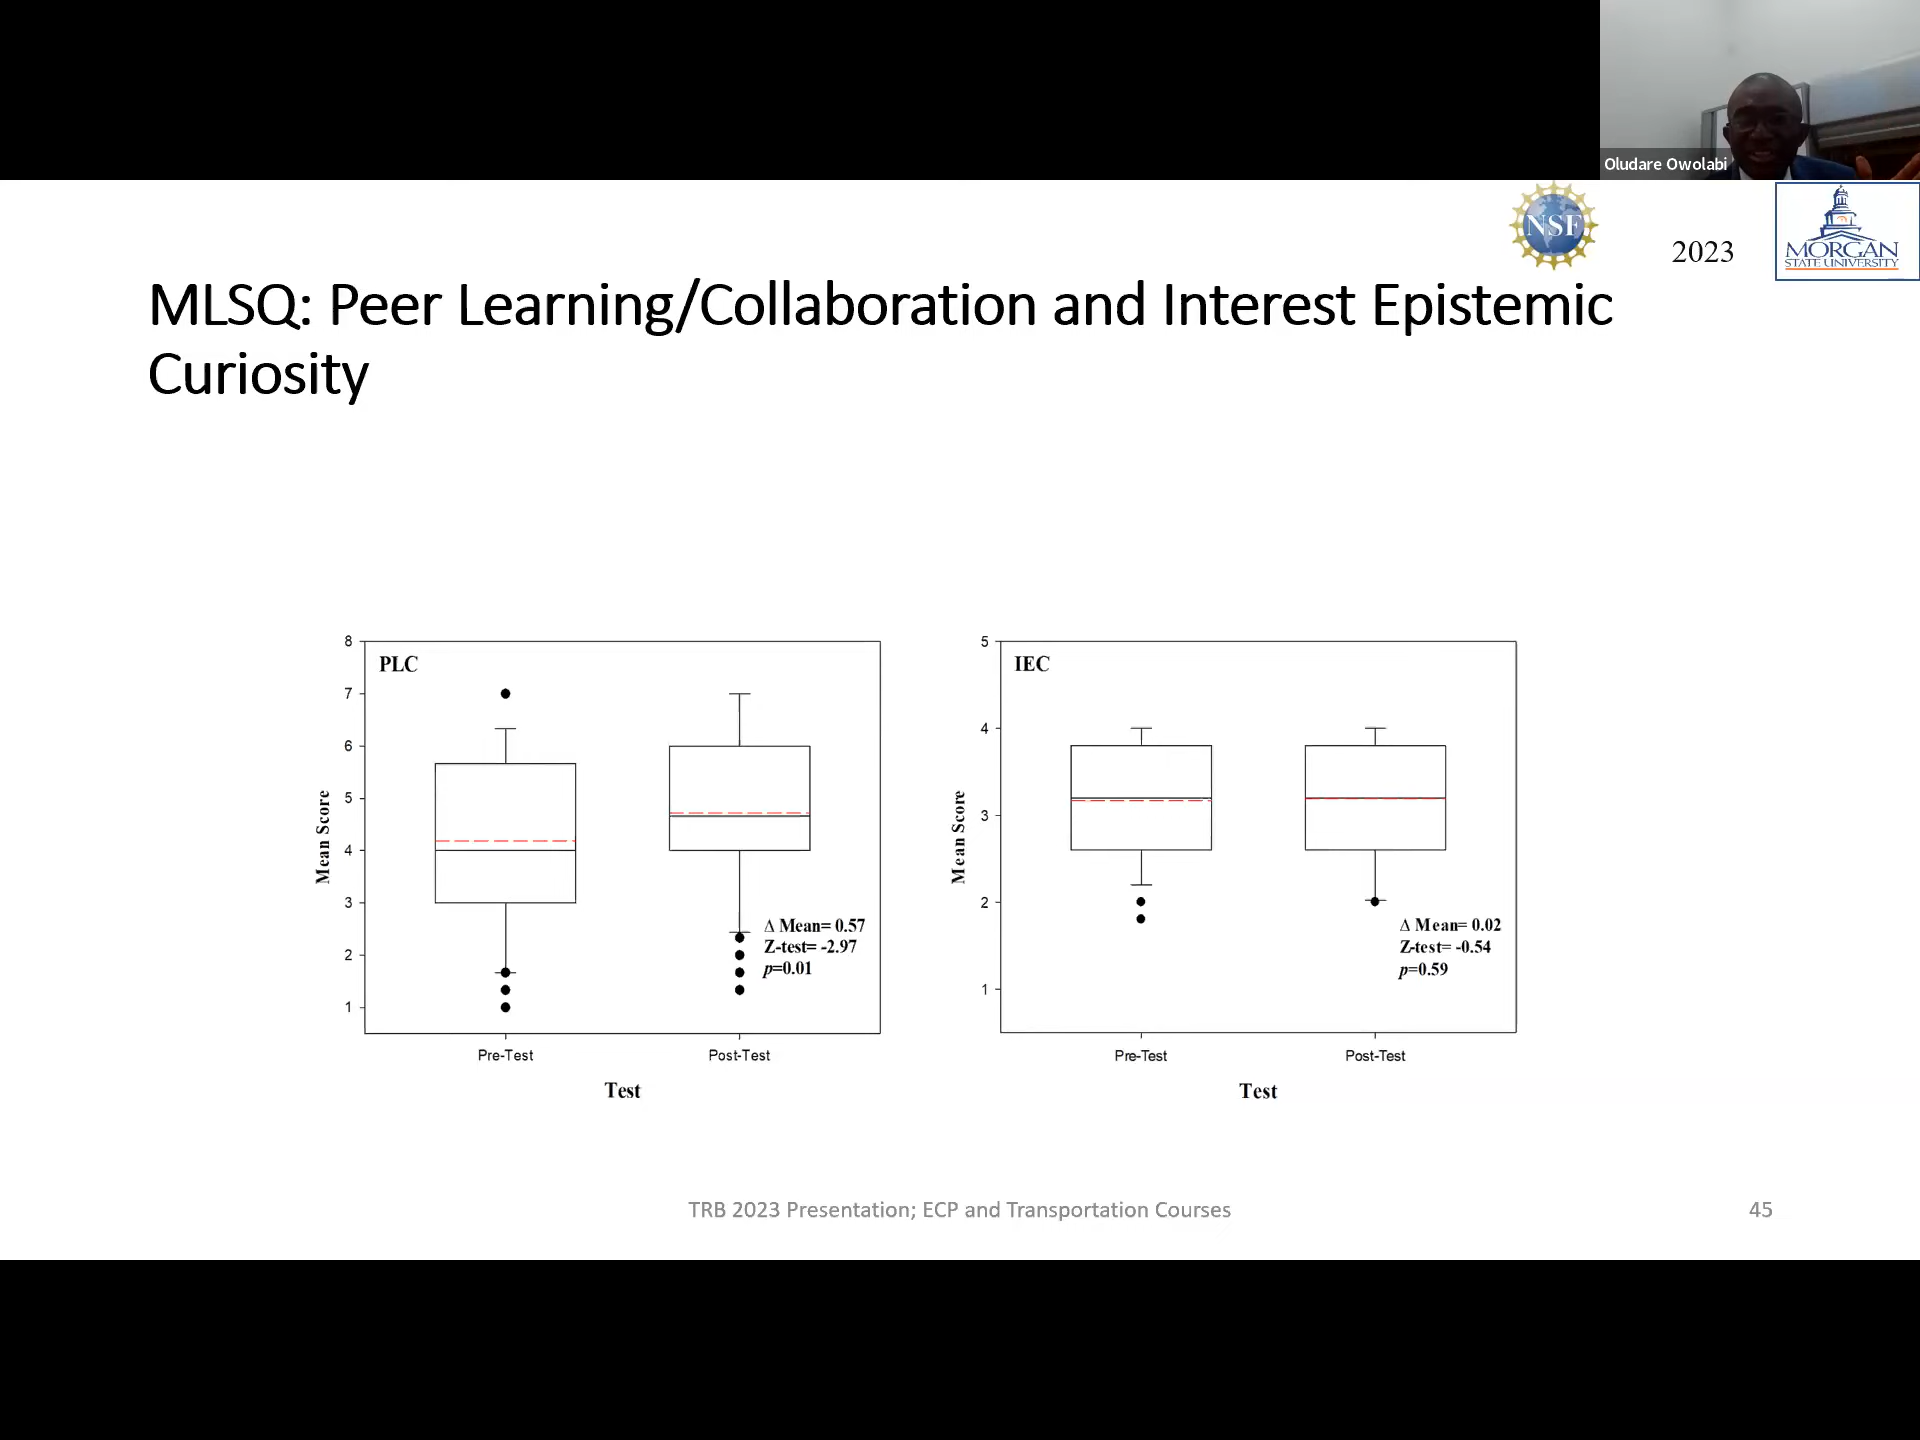 Oludare Owolabi
NSF
2023
MORGAN
STATE UNIVERSITY
MLSQ: Peer Learning/Collaboration and Interest Epistemic
Curiosity
PLC
8
7
6
5
4
3
2
1
Mean Score
Δ Mean= 0.57
Z-test= -2.97
p=0.01
Pre-Test
Post-Test
Test
IEC
5
4
3
2
1
Mean Score
Δ Mean= 0.02
Z-test= -0.54
p=0.59
Pre-Test
Post-Test
Test
TRB 2023 Presentation; ECP and Transportation Courses
45